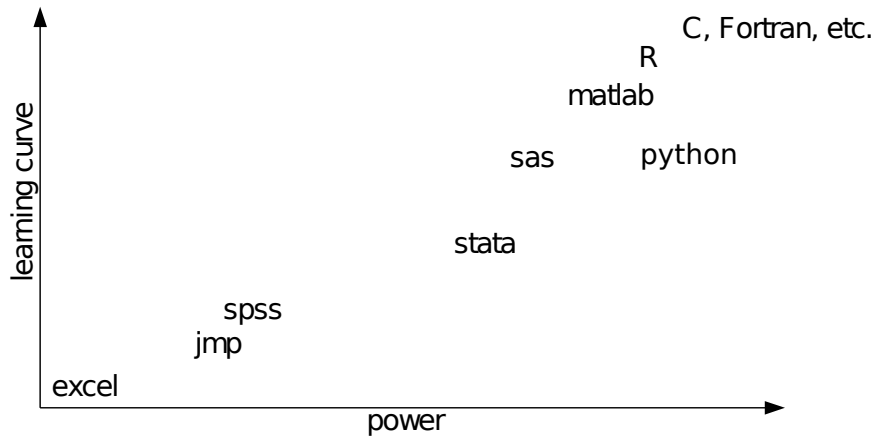 C, Fortran, etc.
R
matlab
sas
python
learning curve
stata
spss
jmp
excel
power